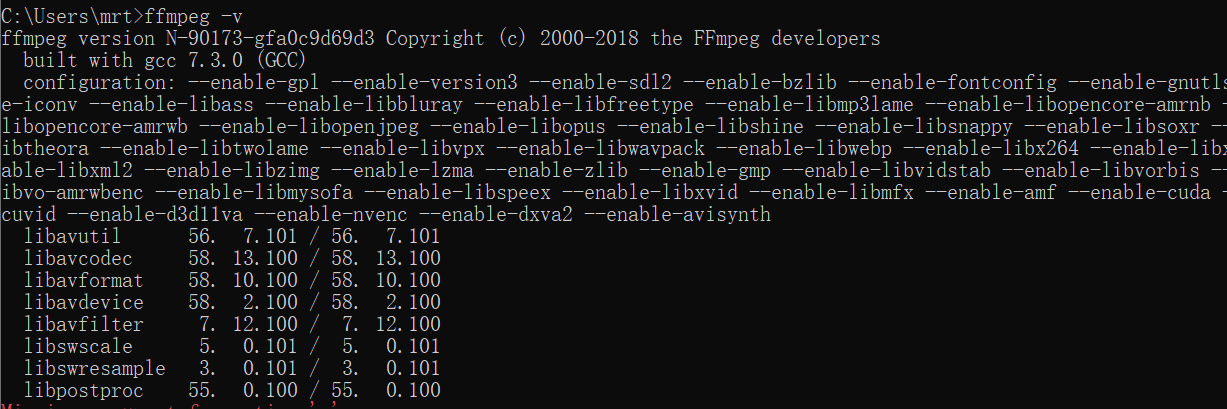 C:\Users\mrt>ffmpeg -v
ffmpeg version N-90173-gfa0c9d69d3 Copyright (c) 2000-2018 the FFmpeg developers
  built with gcc 7.3.0 (GCC)
  configuration: --enable-gpl --enable-version3 --enable-sdl2 --enable-bzlib --enable-fontconfig --enable-gnutls
e-iconv --enable-libass --enable-libbluray --enable-libfreetype --enable-libmp3lame --enable-libopencore-amrnb -
libopencore-amrwb --enable-libopenjpeg --enable-libopus --enable-libshine --enable-libsnappy --enable-libsoxr --
ibtheora --enable-libtwolame --enable-libvpx --enable-libwavpack --enable-libwebp --enable-libx264 --enable-libx
able-libxml2 --enable-libzimg --enable-lzma --enable-zlib --enable-gmp --enable-libvidstab --enable-libvorbis --
ibvo-amrwbenc --enable-libmysofa --enable-libspeex --enable-libxvid --enable-libmfx --enable-amf --enable-cuda -
cuvid --enable-d3d11va --enable-nvenc --enable-dxva2 --enable-avisynth
  libavutil      56.  7.101 / 56.  7.101
  libavcodec     58. 13.100 / 58. 13.100
  libavformat    58. 10.100 / 58. 10.100
  libavdevice    58.  2.100 / 58.  2.100
  libavfilter     7. 12.100 /  7. 12.100
  libswscale      5.  0.101 /  5.  0.101
  libswresample   3.  0.101 /  3.  0.101
  libpostproc    55.  0.100 / 55.  0.100